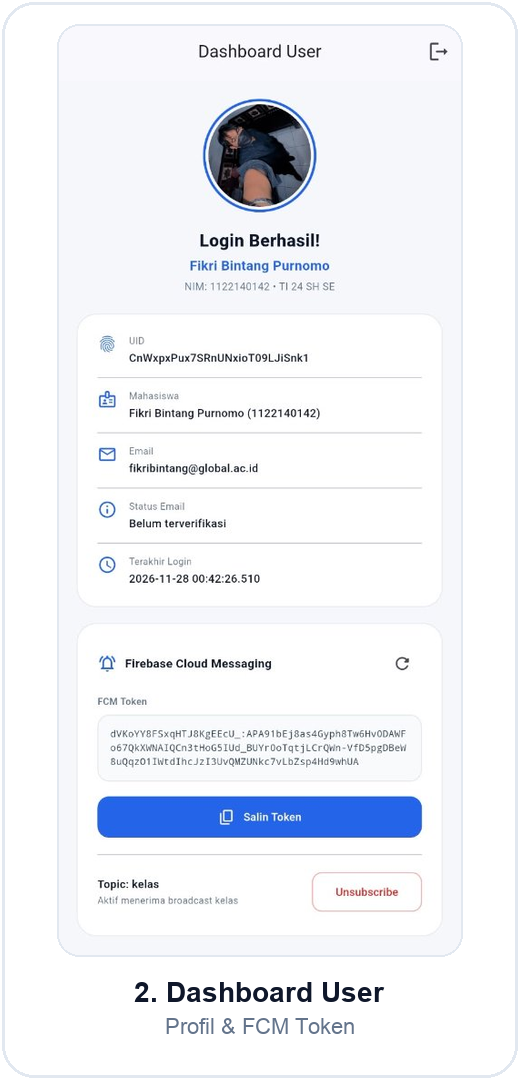 Dashboard User
Login Berhasil!
Fikri Bintang Purnomo
NIM: 1122140142 • TI 24 SH SE
UID
CnWxpxPux7SRnUNxioT09LJiSnk1
Mahasiswa
Fikri Bintang Purnomo (1122140142)
Email
fikribintang@global.ac.id
Status Email
Belum terverifikasi
Terakhir Login
2026-11-28 00:42:26.510
Firebase Cloud Messaging
FCM Token
dVKoYY8FSxqHTJ8KgEEcU_:APA91bEj8as4Gyph8Tw6HvODAWF
o67QkXWNAIQCn3tHoG5IUd_BUYr0oTqtjLCrQWn-VfD5pgDBeW
8uQqzO1IWtdIhcJzI3UvQMZUNkc7vLbZsp4Hd9whUA
Salin Token
Topic: kelas
Aktif menerima broadcast kelas
Unsubscribe
2. Dashboard User
Profil & FCM Token